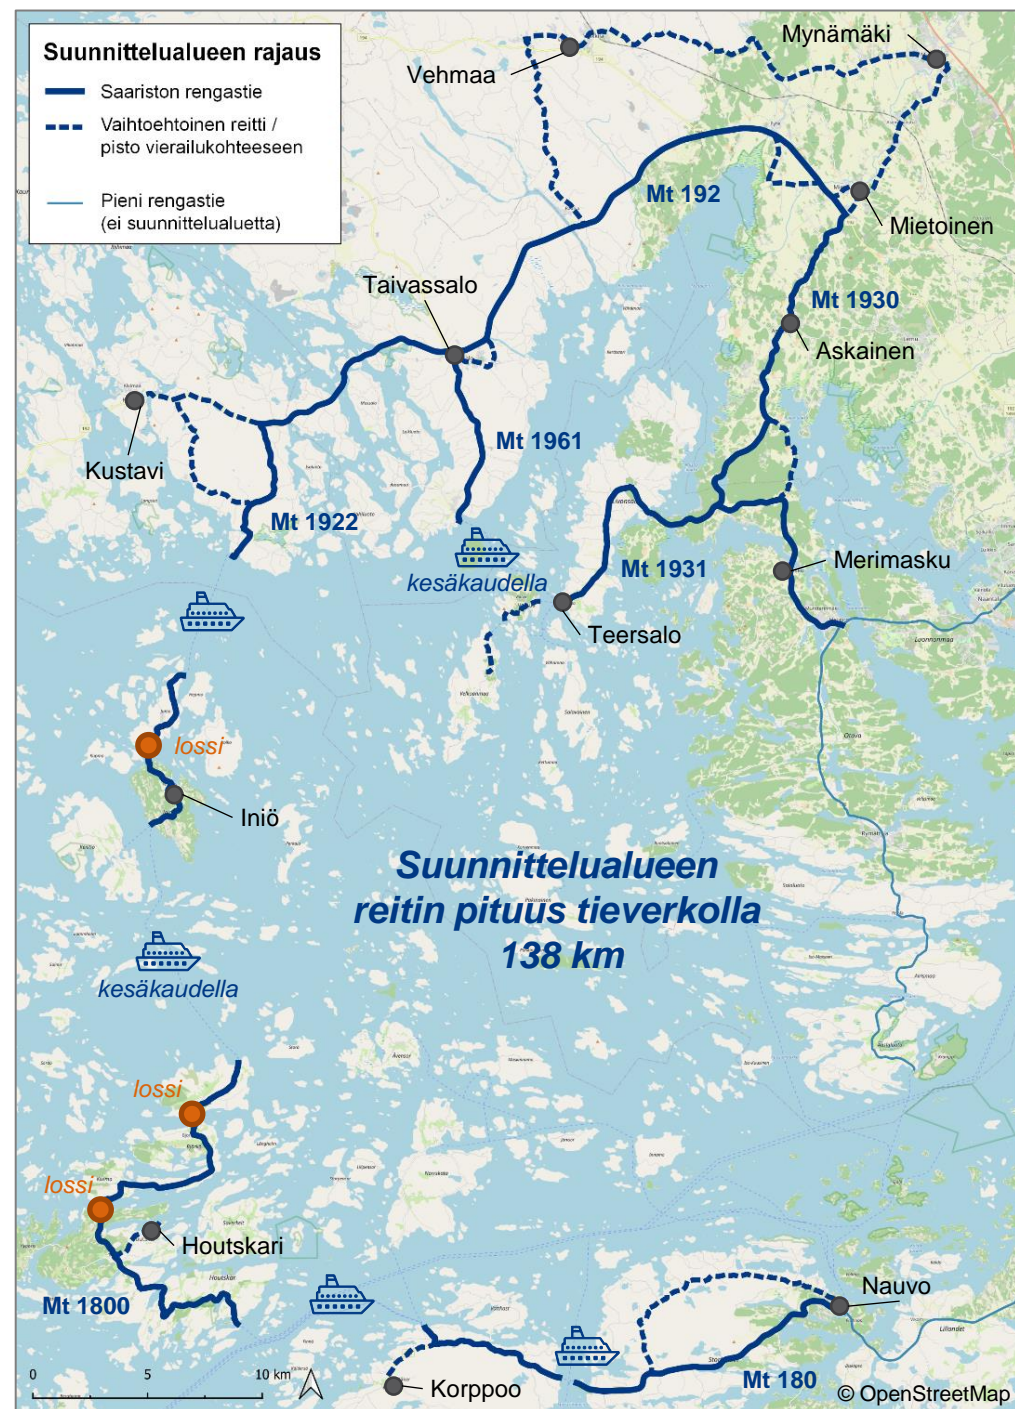 Suunnittelualueen rajaus
Saariston rengastie
Vaihtoehtoinen reitti /
pisto vierailukohteeseen
Pieni rengastie
(ei suunnittelualuetta)
Vehmaa
Mynämäki
Mt 192
Mietoinen
Taivassalo
Mt 1930
Askainen
Kustavi
Mt 1961
Mt 1922
kesäkaudella
Mt 1931
Merimasku
Teersalo
lossi
Iniö
Suunnittelualueen
reitin pituus tieverkolla
138 km
kesäkaudella
lossi
lossi
Houtskari
Mt 1800
Nauvo
Korppoo
Mt 180
0 5 10 km
© OpenStreetMap